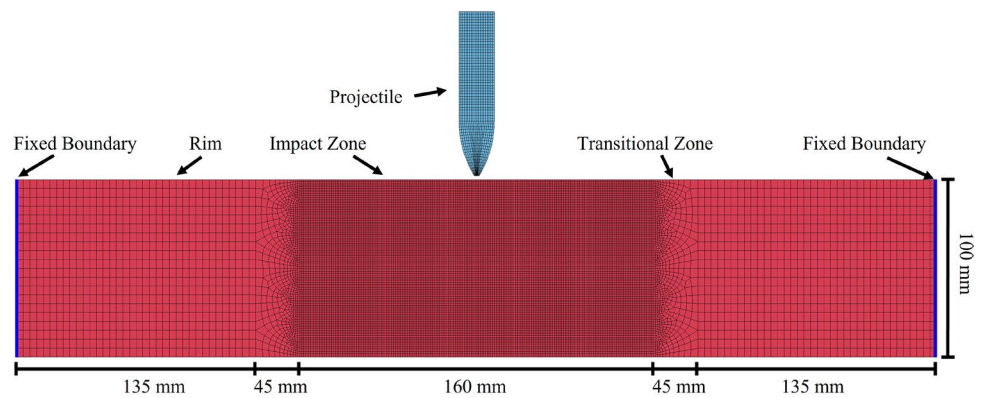 Projectile
Fixed Boundary
Rim
Impact Zone
Transitional Zone
Fixed Boundary
100 mm
135 mm
45 mm
160 mm
45 mm
135 mm